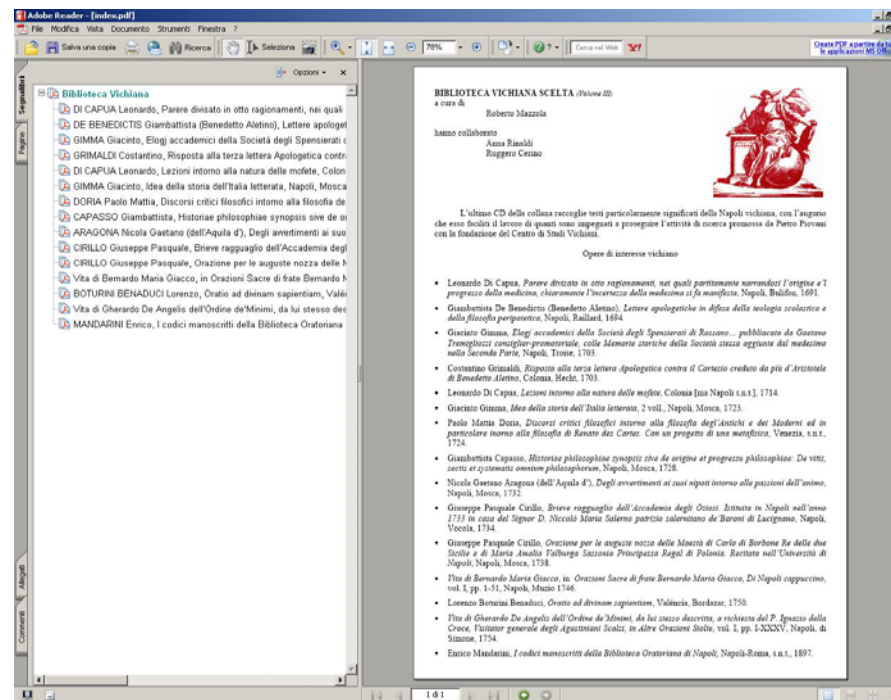 Adobe Reader - [index.pdf]
File Modifica Vista Documento Strumenti Finestra ?
Salva una copia Ricerca Seleziona 78% ? Cerca nel Web Y! Create PDF a partire da
le applicazioni MS
Opzioni x
Segnalibri
Pagine
Allegati
Commenti
Biblioteca Vichiana
DI CAPUA Leonardo, Parere divisato in otto ragionamenti, nei quali
DE BENEDICTIS Giambattista (Benedetto Aletino), Lettere apologet
GIMMA Giacinto, Elogj accademici della Società degli Spensierati
GRIMALDI Costantino, Risposta alla terza lettera Apologetica contr
DI CAPUA Leonardo, Lezioni intorno alla natura delle mofete, Colon
GIMMA Giacinto, Idea della storia dell'Italia letterata, Napoli, Mosca
DORIA Paolo Mattia, Discorsi critici filosofici intorno alla filosofia de
CAPASSO Giambattista, Historiae philosophiae synopsis sive de o
ARAGONA Nicola Gaetano (dell'Aquila d'), Degli avvertimenti ai suo
CIRILLO Giuseppe Pasquale, Brieve ragguaglio dell'Accademia degl
CIRILLO Giuseppe Pasquale, Orazione per le auguste nozze delle
Vita di Bernardo Maria Giacco, in Orazioni Sacre di frate Bernardo
BOTURINI BENADUCI Lorenzo, Oratio ad divinam sapientiam, Valé
Vita di Gherardo De Angelis dell'Ordine de'Minimi, da lui stesso des
MANDARINI Enrico, I codici manoscritti della Biblioteca Oratoriana
BIBLIOTECA VICHIANA SCELTA (Volume III)
a cura di
Roberto Mazzola
hanno collaborato
Anna Rinaldi
Ruggero Cerino
L'ultimo CD della collana raccoglie testi particolarmente significati della Napoli vichiana, con l'augurio
che esso faciliti il lavoro di quanti sono impegnati a proseguire l'attività di ricerca promossa da Pietro Piovani
con la fondazione del Centro di Studi Vichiani.
Opere di interesse vichiano
• Leonardo Di Capua, Parere divisato in otto ragionamenti, nei quali partitamente narrandosi l'origine e'l
progresso della medicina, chiaramente l'incertezza della medesima si fa manifesta, Napoli, Bulifon, 1691.
• Giambattista De Benedictis (Benedetto Aletino), Lettere apologetiche in difesa della teologia scolastica e
della filosofia peripatetica, Napoli, Raillard, 1694.
• Giacinto Gimma, Elogj accademici della Società degli Spensierati di Rossano... pubblicata da Gaetano
Tremigliozzi consiglier-promotoriale, colle Memorie storiche della Società stessa aggiunte dal medesimo
nella Seconda Parte, Napoli, Troise, 1703.
• Costantino Grimaldi, Risposta alla terza lettera Apologetica contra il Cartesio creduto da più d'Aristotele
di Benedetto Aletino, Colonia, Hecht, 1703.
• Leonardo Di Capua, Lezioni intorno alla natura delle mofete, Colonia [ma Napoli s.n.t.], 1714.
• Giacinto Gimma, Idea della storia dell'Italia letterata, 2 voll., Napoli, Mosca, 1723.
• Paolo Mattia Doria, Discorsi critici filosofici intorno alla filosofia degl'Antichi e dei Moderni ed in
particolare inorno alla filosofia di Renato des Cartes. Con un progetto di una metafisica, Venezia, s.n.t.,
1724.
• Giambattista Capasso, Historiae philosophiae synopsis sive de origine et progressu philosophiae: De vitis,
sectis et systematis omnium philosophorum, Napoli, Mosca, 1728.
• Nicola Gaetano Aragona (dell'Aquila d'), Degli avvertimenti ai suoi nipoti intorno alle passioni dell'animo,
Napoli, Mosca, 1732.
• Giuseppe Pasquale Cirillo, Brieve ragguaglio dell'Accademia degli Oziosi. Istituita in Napoli nell'anno
1733 in casa del Signor D. Niccolò Maria Salerno patrizio salernitano de'Baroni di Lucignano, Napoli,
Vocola, 1734.
• Giuseppe Pasquale Cirillo, Orazione per le auguste nozze delle Maestà di Carlo di Borbone Re delle due
Sicilie e di Maria Amalia Valburga Sassonia Principessa Regal di Polonia. Recitata nell'Università di
Napoli, Napoli, Mosca, 1738.
• Vita di Bernardo Maria Giacco, in Orazioni Sacre di frate Bernardo Maria Giacco, Di Napoli cappuccino,
vol. I, pp. 1-51, Napoli, Muzio 1746.
• Lorenzo Boturini Benaduci, Oratio ad divinam sapientiam, Valéncia, Bordazar, 1750.
• Vita di Gherardo De Angelis dell'Ordine de'Minimi, da lui stesso descritta, a richiesta del P. Ignazio della
Croce, Visitator generale degli Agostiniani Scalzi, in Altre Orazioni Sciolte, vol. I, pp. I-XXXV, Napoli, di
Simone, 1754.
• Enrico Mandarini, I codici manoscritti della Biblioteca Oratoriana di Napoli, Napoli-Roma, s.n.t., 1897.
1 di 1